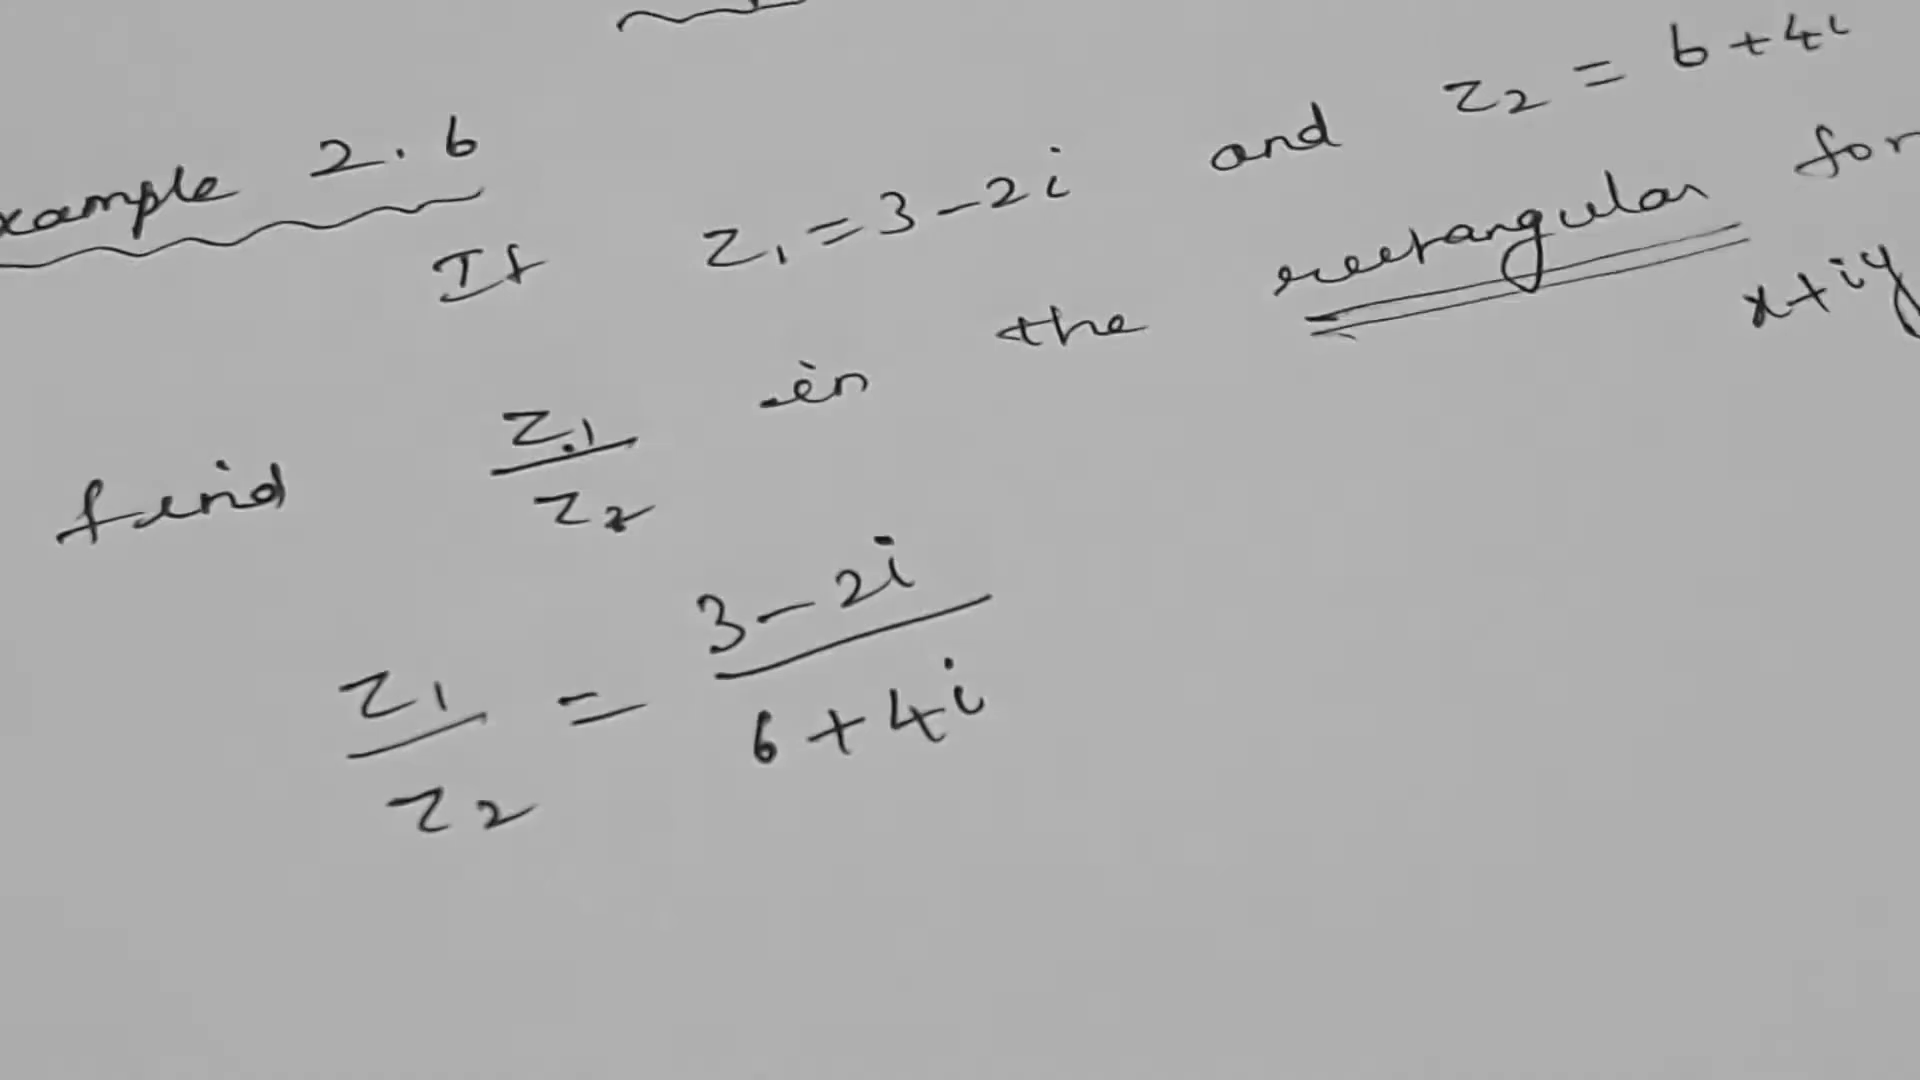 xample 2.6
If z₁ = 3 - 2i and z₂ = 6 + 4i
find z₁/z₂ in the rectangular for
x + iy
z₁/z₂ = (3 - 2i)/(6 + 4i)